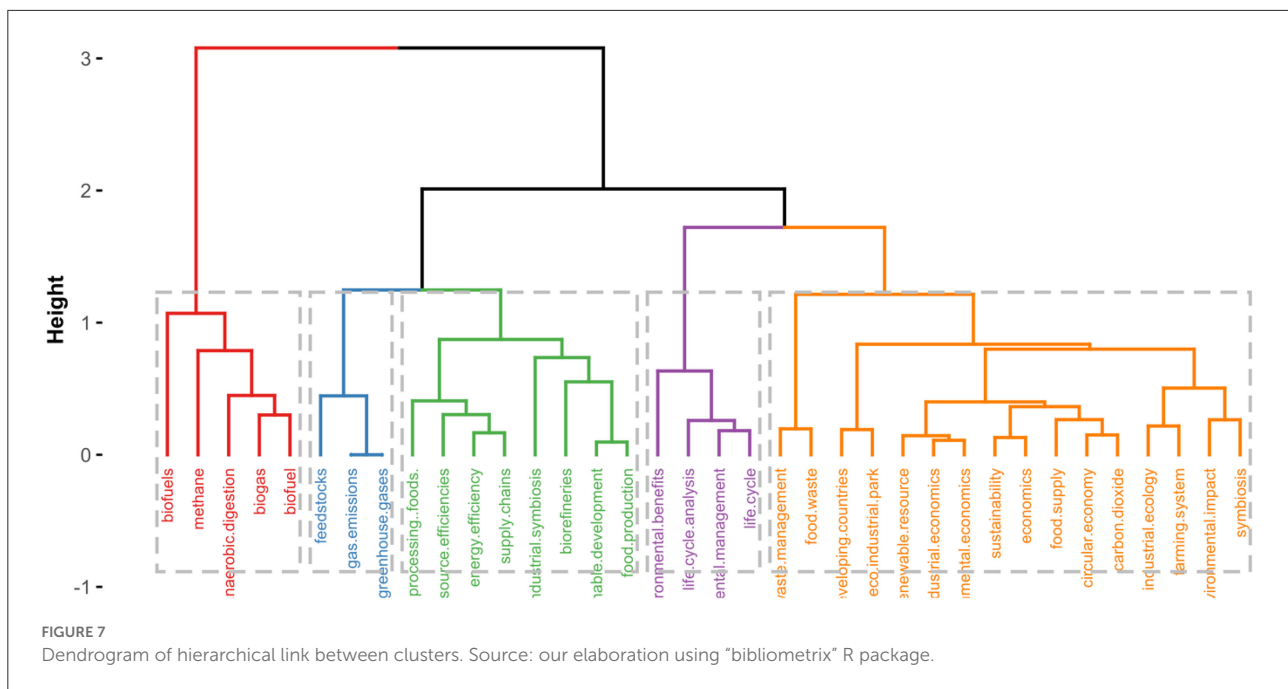 3
2
1
0
-1
Height
biofuels
methane
naerobic.digestion
biogas
biofuel
feedstocks
gas.emissions
greenhouse.gases
processing..foods.
source.efficiencies
energy.efficiency
supply.chains
ndustrial.symbiosis
biorefineries
nable.development
food.production
ronmental.benefits
life.cycle.analysis
ental.management
life.cycle
vaste.management
food.waste
veloping.countries
eco.industrial.park
enewable.resource
dustrial.economics
nmental.economics
sustainability
economics
food.supply
circular.economy
carbon.dioxide
industrial.ecology
farming.system
vironmental.impact
symbiosis
FIGURE 7
Dendrogram of hierarchical link between clusters. Source: our elaboration using "bibliometrix" R package.